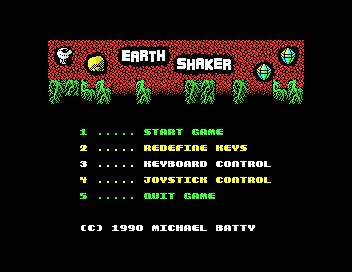 EARTH
SHAKER
1 ..... START GAME
2 ..... REDEFINE KEYS
3 ..... KEYBOARD CONTROL
4 ..... JOYSTICK CONTROL
5 ..... QUIT GAME
(C) 1990 MICHAEL BATTY